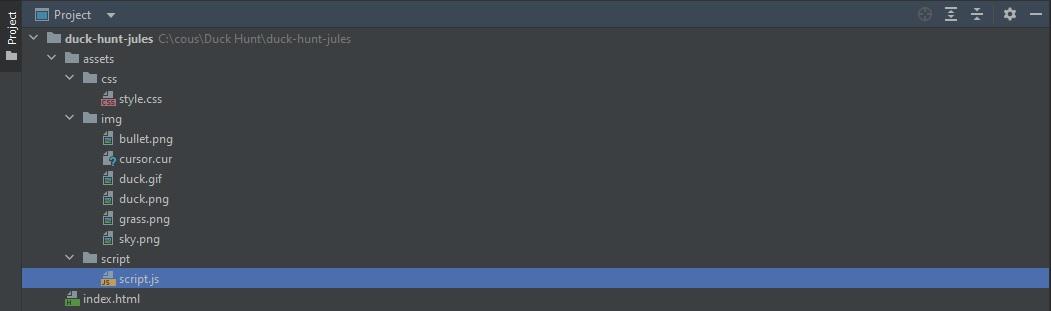 Project
Project
duck-hunt-jules C:\cous\Duck Hunt\duck-hunt-jules
assets
css
style.css
img
bullet.png
cursor.cur
duck.gif
duck.png
grass.png
sky.png
script
script.js
index.html